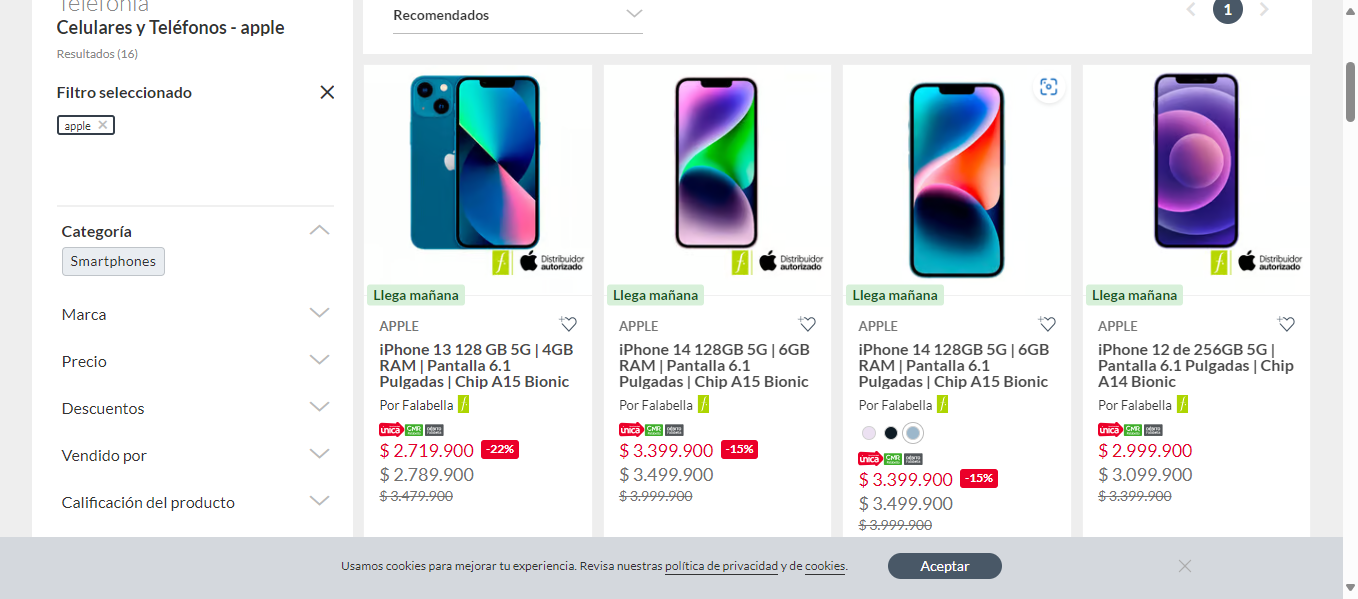 Telefonía
Celulares y Teléfonos - apple
Resultados (16)
Filtro seleccionado
apple
Categoría
Smartphones
Marca
Precio
Descuentos
Vendido por
Calificación del producto
Recomendados
1
f.
Distribuidor
autorizado
Llega mañana
APPLE
iPhone 13 128 GB 5G | 4GB
RAM | Pantalla 6.1
Pulgadas | Chip A15 Bionic
Por Falabella f
única CMR
$ 2.719.900 -22%
$ 2.789.900
$ 3.479.900
f.
Distribuidor
autorizado
Llega mañana
APPLE
iPhone 14 128GB 5G | 6GB
RAM | Pantalla 6.1
Pulgadas | Chip A15 Bionic
Por Falabella f
única CMR
$ 3.399.900 -15%
$ 3.499.900
$ 3.999.900
Llega mañana
APPLE
iPhone 14 128GB 5G | 6GB
RAM | Pantalla 6.1
Pulgadas | Chip A15 Bionic
Por Falabella f
única CMR
$ 3.399.900 -15%
$ 3.499.900
$ 3.999.900
f.
Distribuidor
autorizado
Llega mañana
APPLE
iPhone 12 de 256GB 5G |
Pantalla 6.1 Pulgadas | Chip
A14 Bionic
Por Falabella f
única CMR
$ 2.999.900
$ 3.099.900
$ 3.399.900
Usamos cookies para mejorar tu experiencia. Revisa nuestras política de privacidad y de cookies.
Aceptar